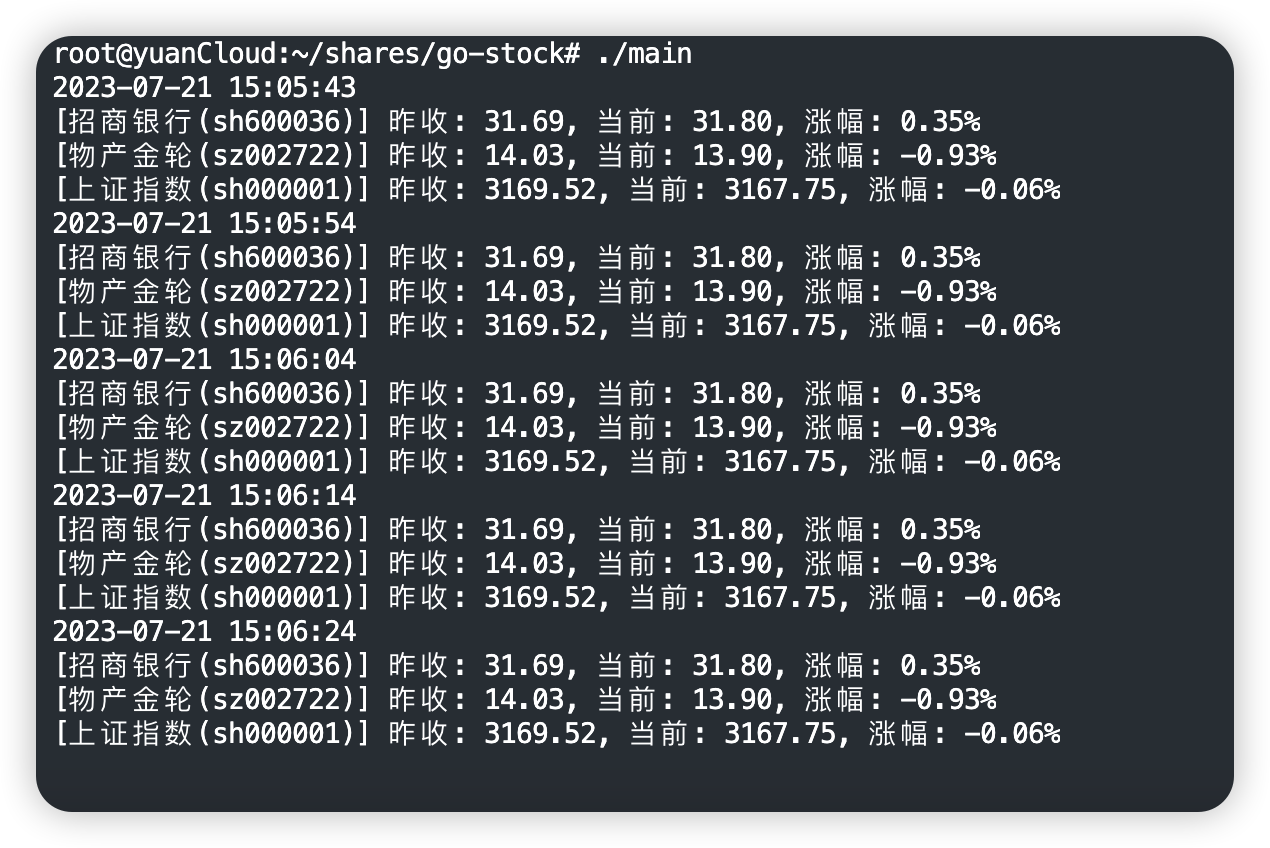 root@yuanCloud:~/shares/go-stock# ./main
2023-07-21 15:05:43
[招商银行(sh600036)] 昨收: 31.69, 当前: 31.80, 涨幅: 0.35%
[物产金轮(sz002722)] 昨收: 14.03, 当前: 13.90, 涨幅: -0.93%
[上证指数(sh000001)] 昨收: 3169.52, 当前: 3167.75, 涨幅: -0.06%
2023-07-21 15:05:54
[招商银行(sh600036)] 昨收: 31.69, 当前: 31.80, 涨幅: 0.35%
[物产金轮(sz002722)] 昨收: 14.03, 当前: 13.90, 涨幅: -0.93%
[上证指数(sh000001)] 昨收: 3169.52, 当前: 3167.75, 涨幅: -0.06%
2023-07-21 15:06:04
[招商银行(sh600036)] 昨收: 31.69, 当前: 31.80, 涨幅: 0.35%
[物产金轮(sz002722)] 昨收: 14.03, 当前: 13.90, 涨幅: -0.93%
[上证指数(sh000001)] 昨收: 3169.52, 当前: 3167.75, 涨幅: -0.06%
2023-07-21 15:06:14
[招商银行(sh600036)] 昨收: 31.69, 当前: 31.80, 涨幅: 0.35%
[物产金轮(sz002722)] 昨收: 14.03, 当前: 13.90, 涨幅: -0.93%
[上证指数(sh000001)] 昨收: 3169.52, 当前: 3167.75, 涨幅: -0.06%
2023-07-21 15:06:24
[招商银行(sh600036)] 昨收: 31.69, 当前: 31.80, 涨幅: 0.35%
[物产金轮(sz002722)] 昨收: 14.03, 当前: 13.90, 涨幅: -0.93%
[上证指数(sh000001)] 昨收: 3169.52, 当前: 3167.75, 涨幅: -0.06%